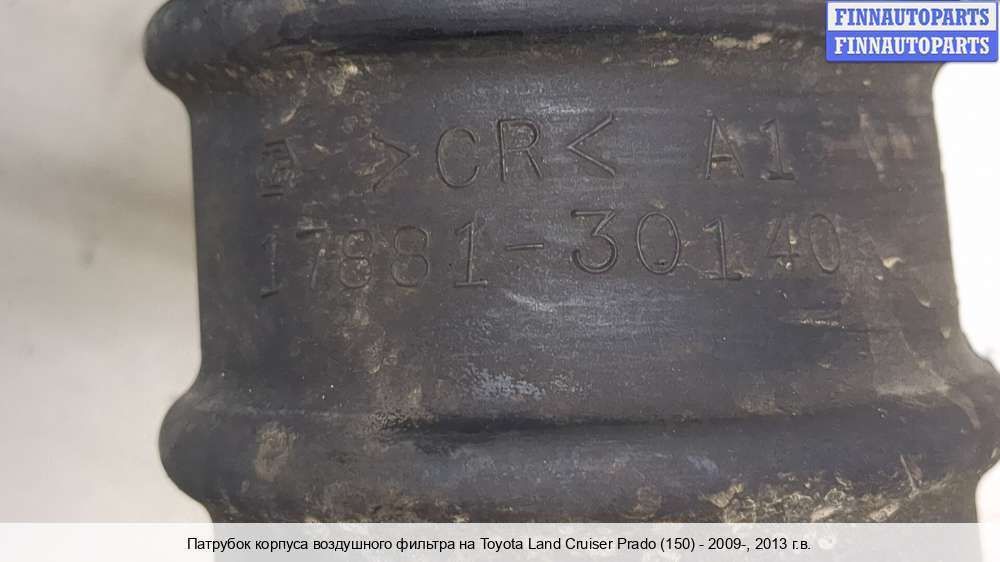 FINNAUTOPARTS
FINNAUTOPARTS
>CR< A1
17881-30140
Патрубок корпуса воздушного фильтра на Toyota Land Cruiser Prado (150) - 2009-, 2013 г.в.